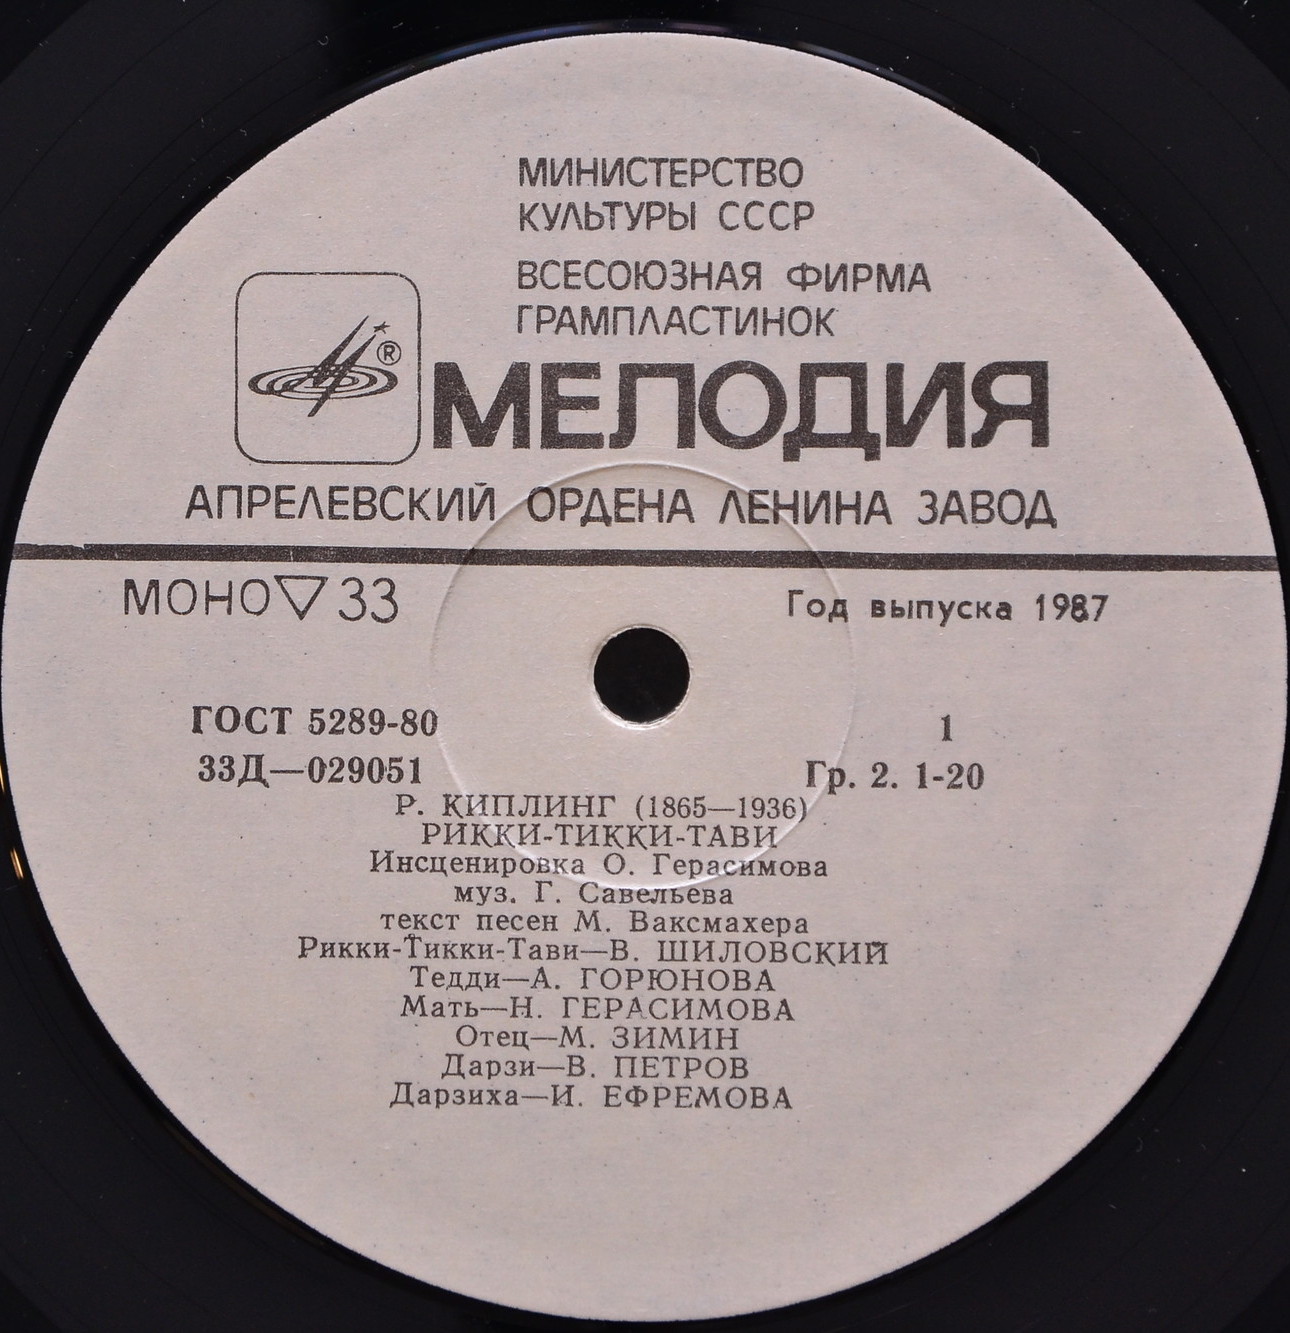 МИНИСТЕРСТВО
КУЛЬТУРЫ СССР
ВСЕСОЮЗНАЯ ФИРМА
ГРАМПЛАСТИНОК
®
МЕЛОДИЯ
АПРЕЛЕВСКИЙ ОРДЕНА ЛЕНИНА ЗАВОД
МОНО▽33
Год выпуска 1987
ГОСТ 5289-80
1
33Д—029051
Гр. 2. 1-20
Р. КИПЛИНГ (1865—1936)
РИККИ-ТИККИ-ТАВИ
Инсценировка О. Герасимова
муз. Г. Савельева
текст песен М. Ваксмахера
Рикки-Тикки-Тави—В. ШИЛОВСКИЙ
Тедди—А. ГОРЮНОВА
Мать—Н. ГЕРАСИМОВА
Отец—М. ЗИМИН
Дарзи—В. ПЕТРОВ
Дарзиха—И. ЕФРЕМОВА